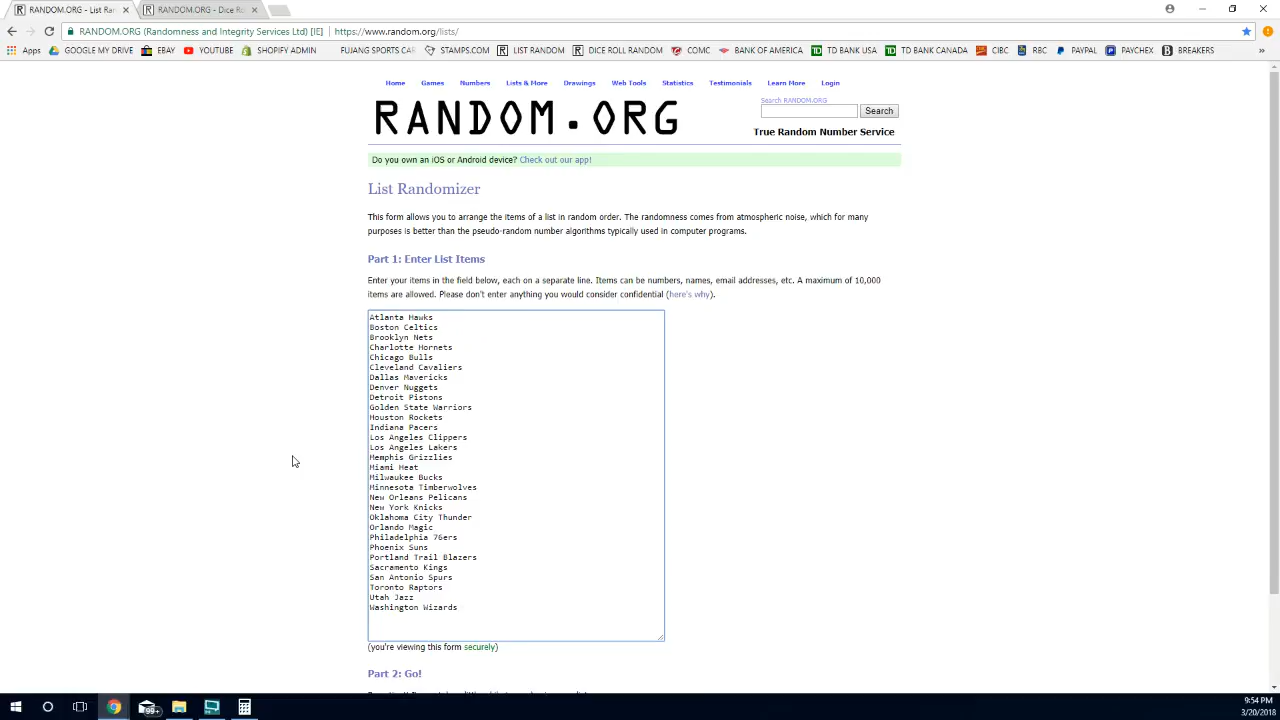 RANDOM.ORG - List Ra
RANDOM.ORG - Dice R
RANDOM.ORG (Randomness and Integrity Services Ltd) [IE] https://www.random.org/lists/
Apps GOOGLE MY DRIVE EBAY YOUTUBE SHOPIFY ADMIN FUJANG SPORTS CAR STAMPS.COM LIST RANDOM DICE ROLL RANDOM COMC BANK OF AMERICA TD BANK USA TD BANK CANADA CIBC RBC PAYPAL PAYCHEX BREAKERS
Home Games Numbers Lists & More Drawings Web Tools Statistics Testimonials Learn More Login
RANDOM.ORG
Search RANDOM.ORG
Search
True Random Number Service
Do you own an iOS or Android device? Check out our app!
List Randomizer
This form allows you to arrange the items of a list in random order. The randomness comes from atmospheric noise, which for many
purposes is better than the pseudo-random number algorithms typically used in computer programs.
Part 1: Enter List Items
Enter your items in the field below, each on a separate line. Items can be numbers, names, email addresses, etc. A maximum of 10,000
items are allowed. Please don't enter anything you would consider confidential (here's why).
Atlanta Hawks
Boston Celtics
Brooklyn Nets
Charlotte Hornets
Chicago Bulls
Cleveland Cavaliers
Dallas Mavericks
Denver Nuggets
Detroit Pistons
Golden State Warriors
Houston Rockets
Indiana Pacers
Los Angeles Clippers
Los Angeles Lakers
Memphis Grizzlies
Miami Heat
Milwaukee Bucks
Minnesota Timberwolves
New Orleans Pelicans
New York Knicks
Oklahoma City Thunder
Orlando Magic
Philadelphia 76ers
Phoenix Suns
Portland Trail Blazers
Sacramento Kings
San Antonio Spurs
Toronto Raptors
Utah Jazz
Washington Wizards
(you're viewing this form securely)
Part 2: Go!
99+
9:54 PM
3/20/2018